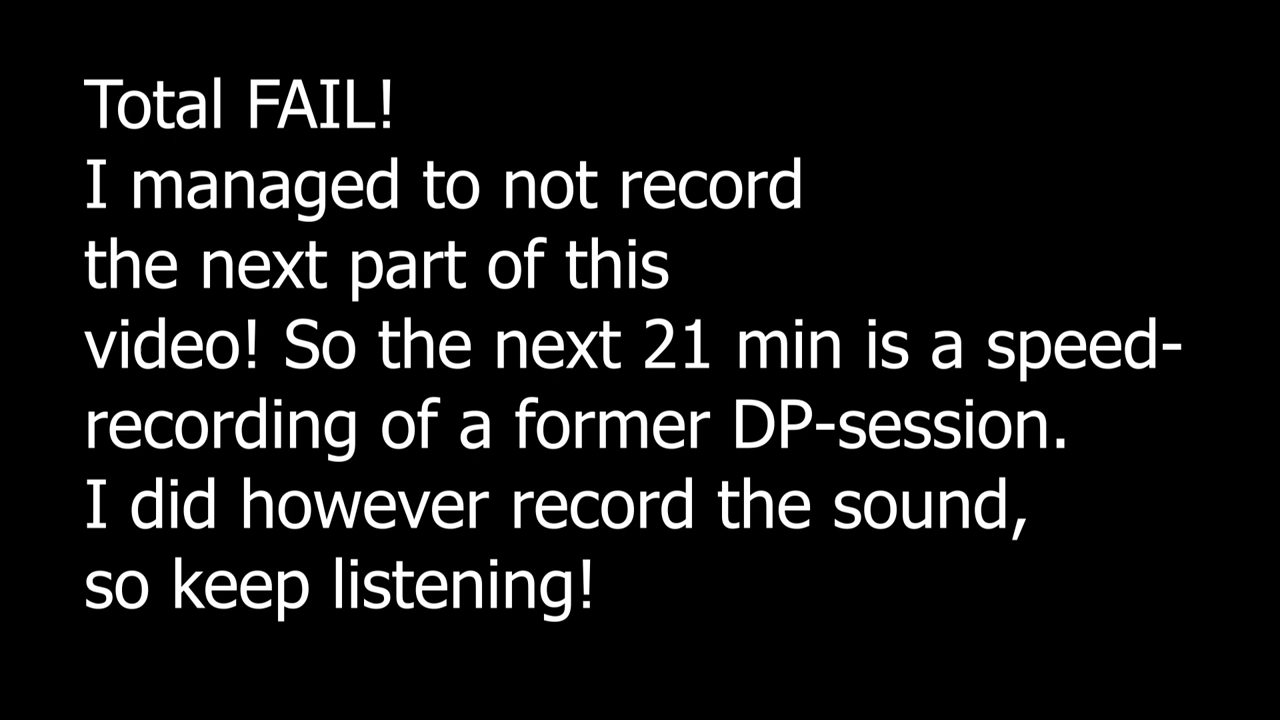 Total FAIL!
I managed to not record
the next part of this
video! So the next 21 min is a speed-
recording of a former DP-session.
I did however record the sound,
so keep listening!